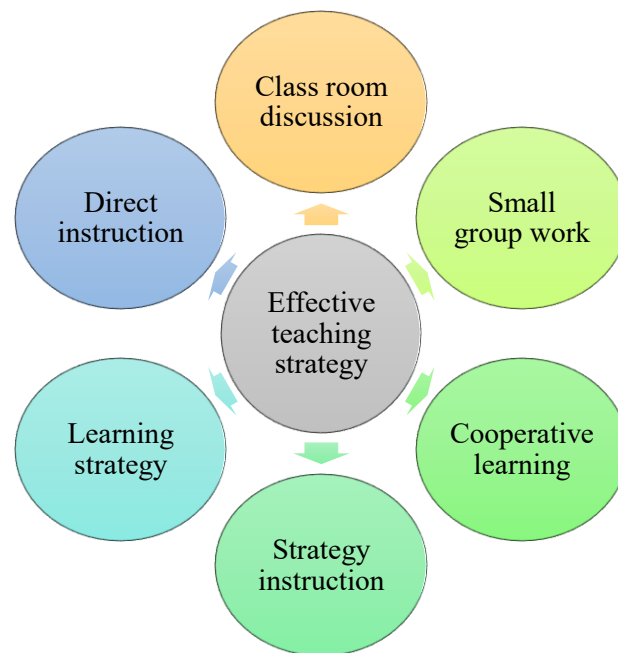 Class room
discussion
Direct
instruction
Small
group work
Effective
teaching
strategy
Learning
strategy
Cooperative
learning
Strategy
instruction